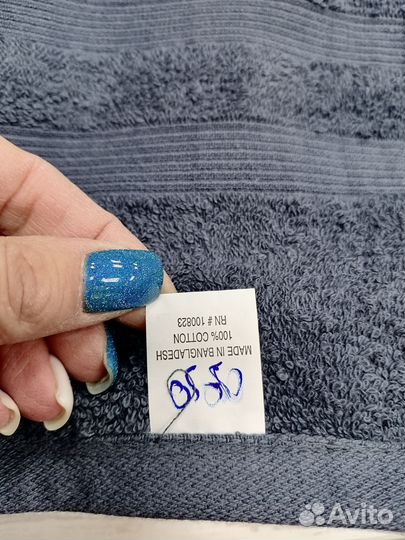 MADE IN BANGLADESH
100% COTTON
RN # 100823
Avito